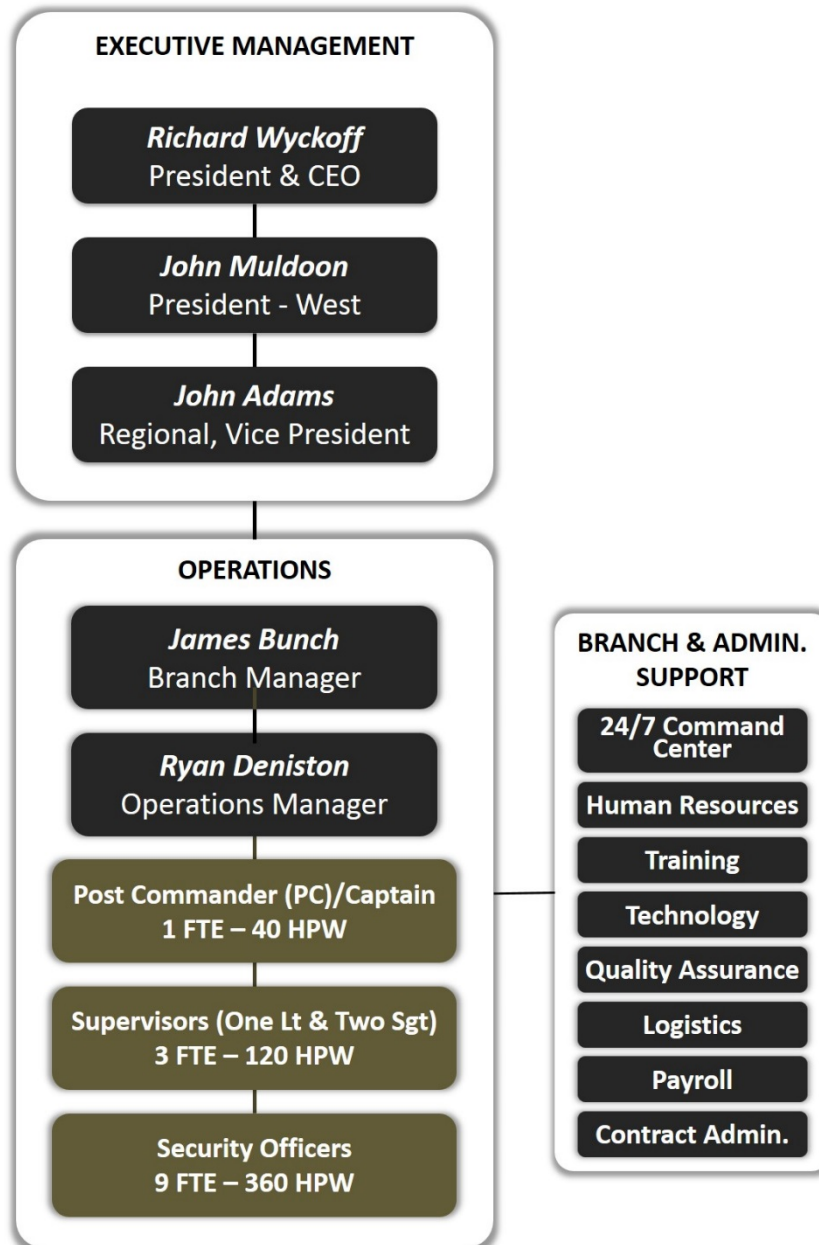 EXECUTIVE MANAGEMENT
Richard Wyckoff
President & CEO
John Muldoon
President - West
John Adams
Regional, Vice President
OPERATIONS
James Bunch
Branch Manager
Ryan Deniston
Operations Manager
Post Commander (PC)/Captain
1 FTE – 40 HPW
Supervisors (One Lt & Two Sgt)
3 FTE – 120 HPW
Security Officers
9 FTE – 360 HPW
BRANCH & ADMIN.
SUPPORT
24/7 Command
Center
Human Resources
Training
Technology
Quality Assurance
Logistics
Payroll
Contract Admin.